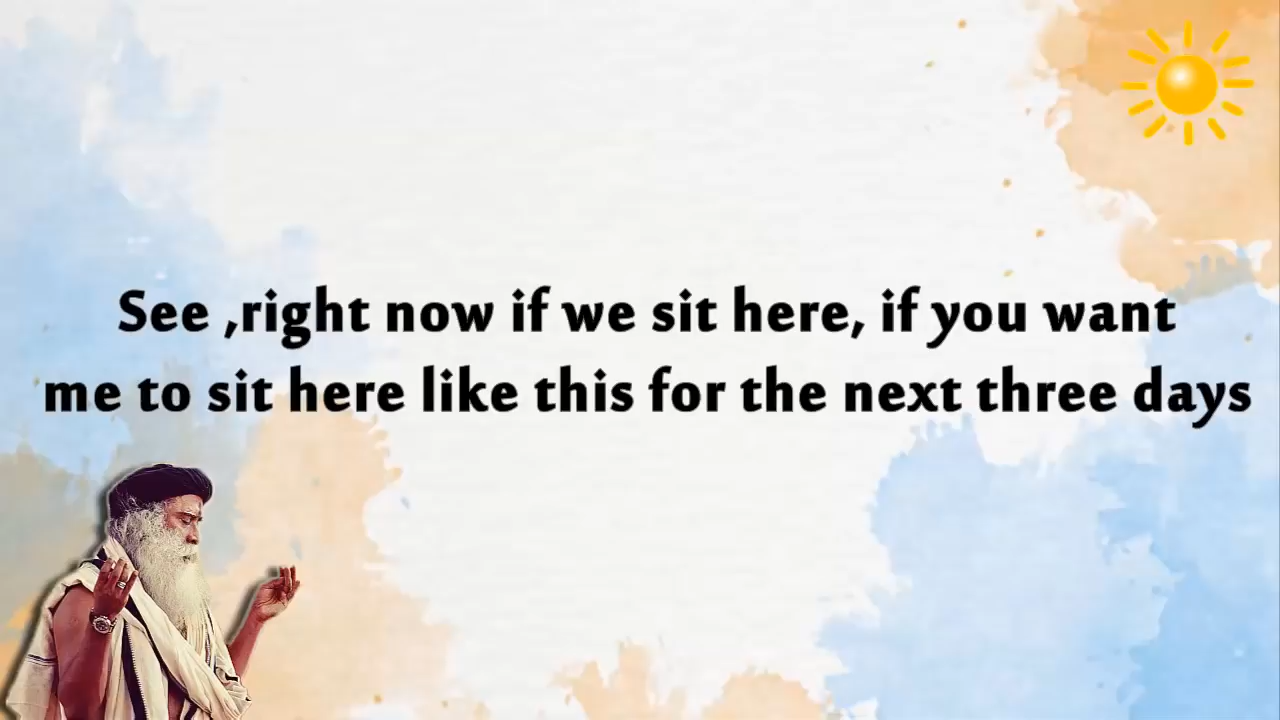 See ,right now if we sit here, if you want
me to sit here like this for the next three days